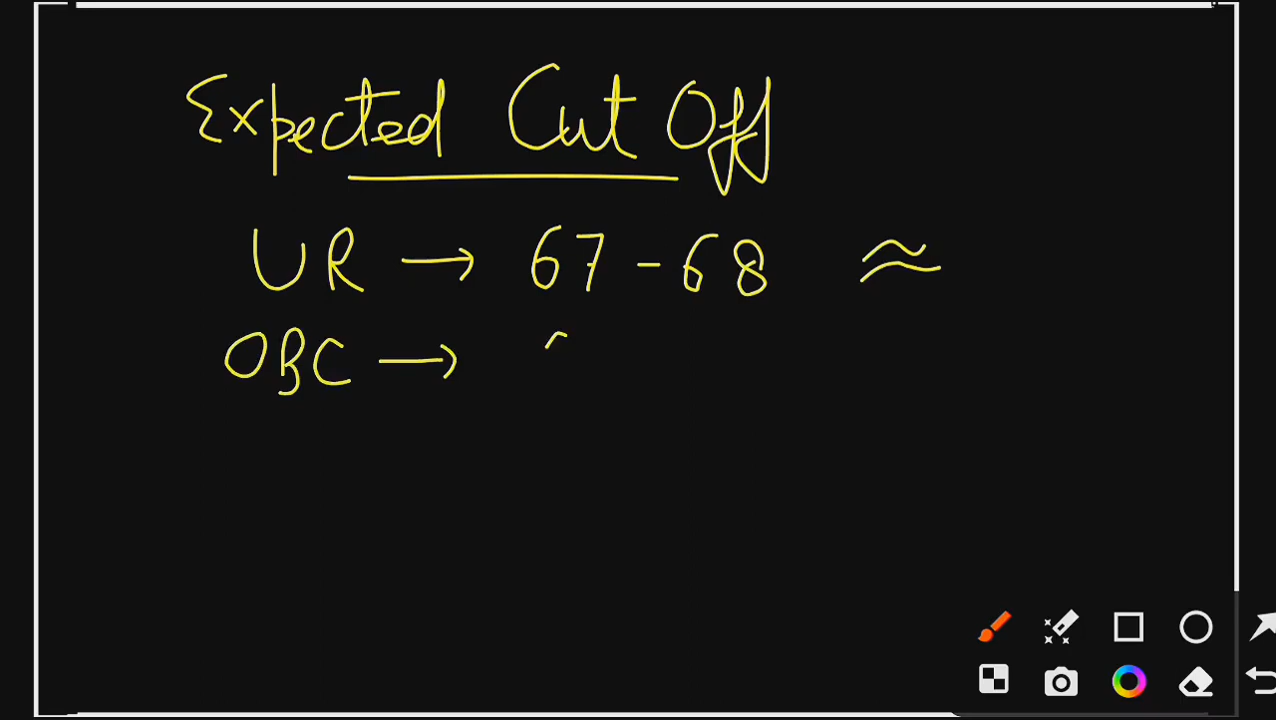 Expected Cut Off
UR → 67-68 ≈
OBC →